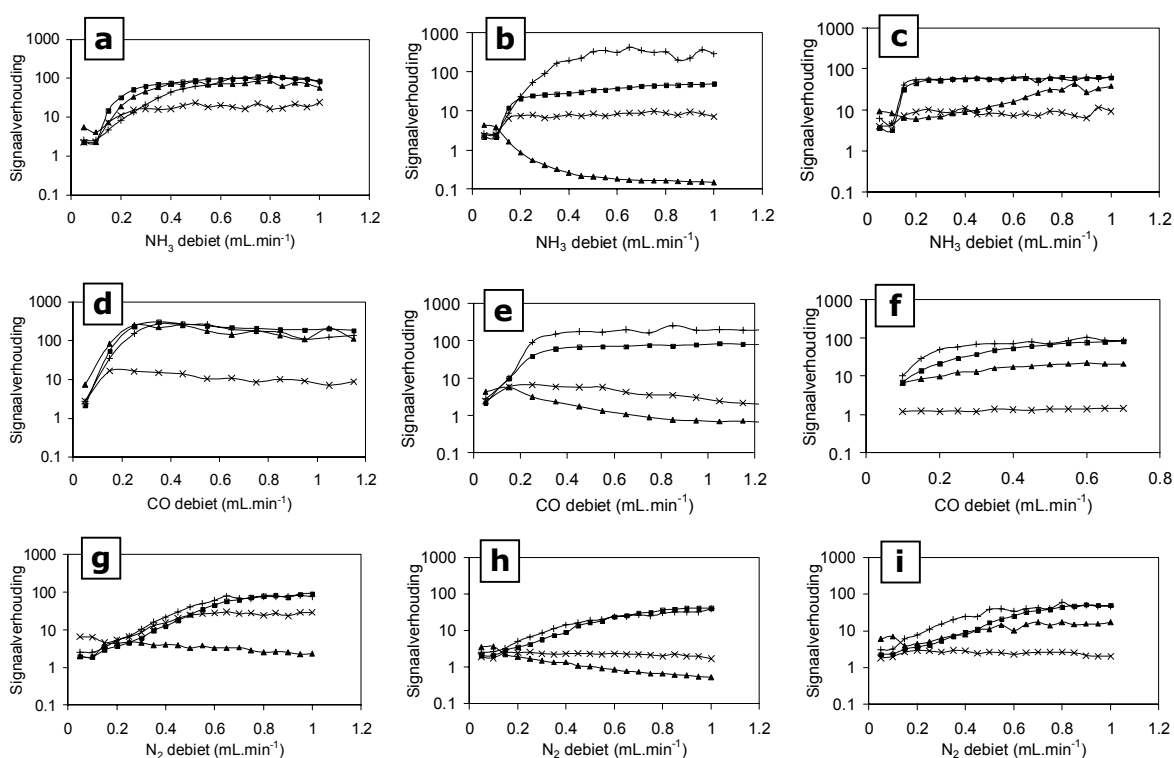 a
Signaalverhouding
1000
100
10
1
0.1
0 0.2 0.4 0.6 0.8 1 1.2
NH3 debiet (mL.min-1)
b
Signaalverhouding
1000
100
10
1
0.1
0 0.2 0.4 0.6 0.8 1 1.2
NH3 debiet (mL.min-1)
c
Signaalverhouding
1000
100
10
1
0.1
0 0.2 0.4 0.6 0.8 1 1.2
NH3 debiet (mL.min-1)
d
Signaalverhouding
1000
100
10
1
0.1
0 0.2 0.4 0.6 0.8 1 1.2
CO debiet (mL.min-1)
e
Signaalverhouding
1000
100
10
1
0.1
0 0.2 0.4 0.6 0.8 1 1.2
CO debiet (mL.min-1)
f
Signaalverhouding
1000
100
10
1
0.1
0 0.2 0.4 0.6 0.8
CO debiet (mL.min-1)
g
Signaalverhouding
1000
100
10
1
0.1
0 0.2 0.4 0.6 0.8 1 1.2
N2 debiet (mL.min-1)
h
Signaalverhouding
1000
100
10
1
0.1
0 0.2 0.4 0.6 0.8 1 1.2
N2 debiet (mL.min-1)
i
Signaalverhouding
1000
100
10
1
0.1
0 0.2 0.4 0.6 0.8 1 1.2
N2 debiet (mL.min-1)